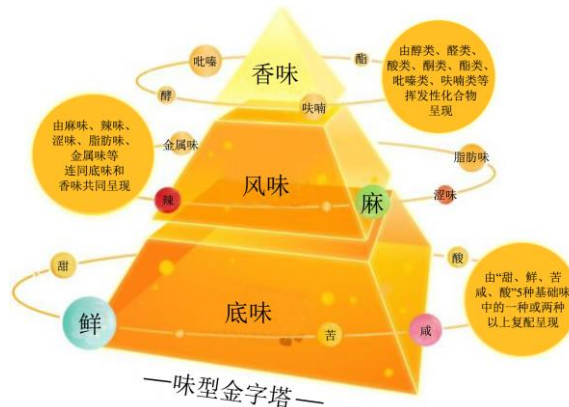 吡嗪
酯
香味
酵
呋喃
由醇类、醛类、
酸类、酮类、酯类、
吡嗪类、呋喃类等
挥发性化合物
呈现
由麻味、辣味、
涩味、脂肪味、
金属味等
连同底味和
香味共同呈现
金属味
脂肪味
风味
辣
麻
涩味
甜
酸
鲜
底味
苦
咸
由“甜、鲜、苦
咸、酸”5种基础味
中的一种或两种
以上复配呈现
—味型金字塔—